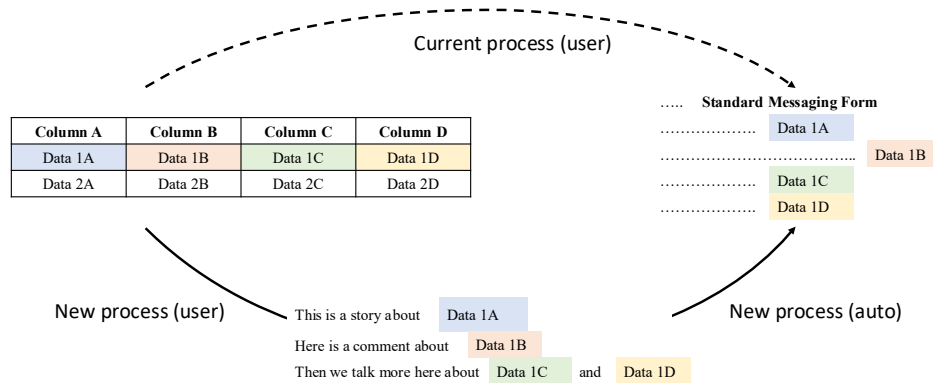 Current process (user)
….. Standard Messaging Form
………………. Data 1A
……………………………….. Data 1B
………………. Data 1C
………………. Data 1D
Column A Column B Column C Column D
Data 1A Data 1B Data 1C Data 1D
Data 2A Data 2B Data 2C Data 2D
New process (user)
New process (auto)
This is a story about Data 1A
Here is a comment about Data 1B
Then we talk more here about Data 1C and Data 1D